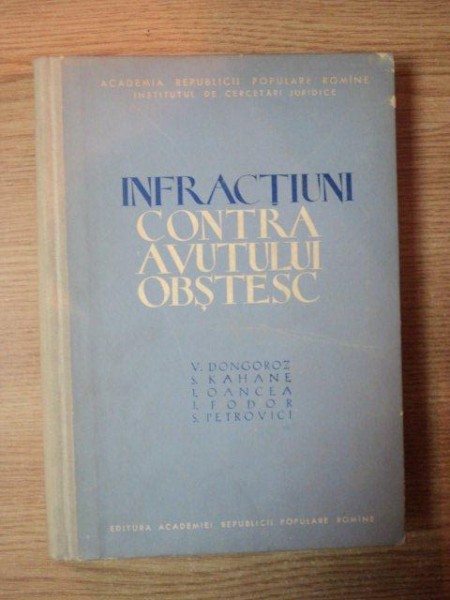 ACADEMIA REPUBLICII POPULARE ROMÎNE
INSTITUTUL DE CERCETĂRI JURIDICE
INFRACȚIUNI
CONTRA
AVUTULUI
OBȘTESC
V. DONGOROZ
S. KAHANE
I. OANCEA
I. FODOR
S. PETROVICI
EDITURA ACADEMIEI REPUBLICII POPULARE ROMÎNE